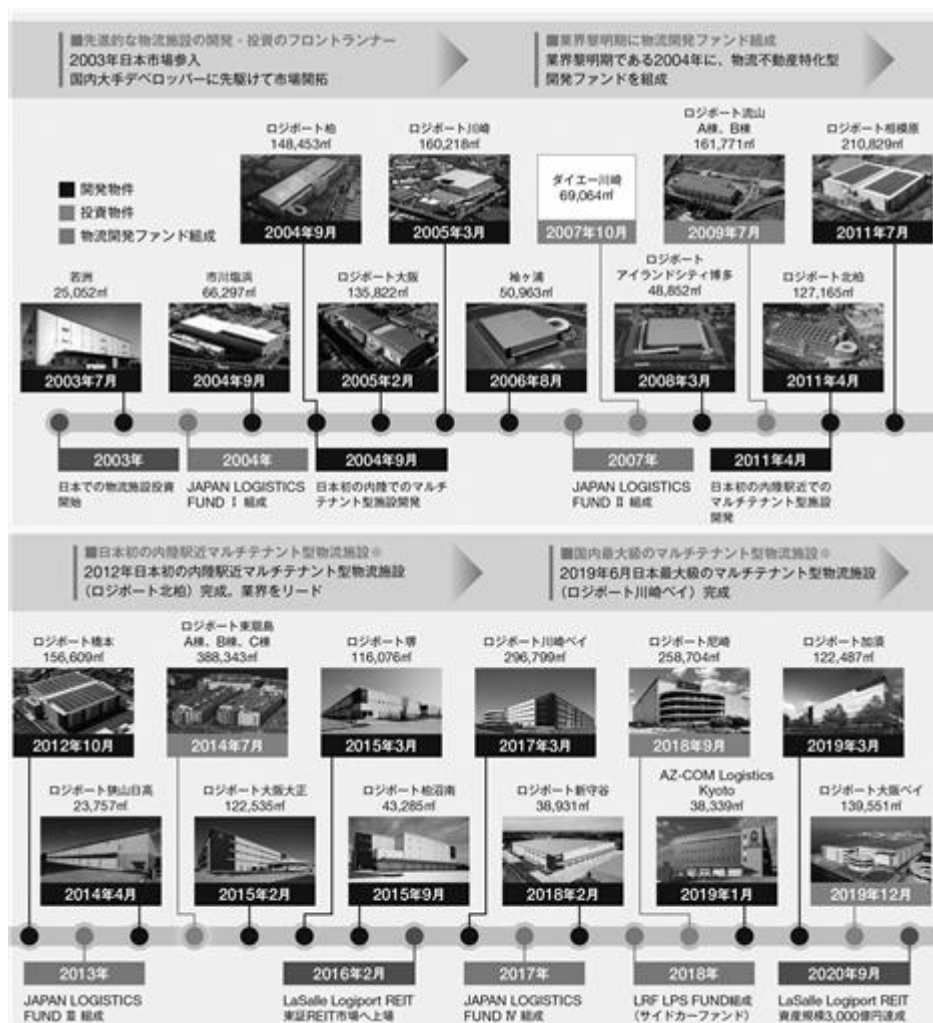 ■先進的な物流施設の開発・投資のフロントランナー
2003年日本市場参入
国内大手デベロッパーに先駆けて市場開拓
■業界黎明期に物流開発ファンド組成
業界黎明期である2004年に、物流不動産特化型
開発ファンドを組成
■開発物件
■投資物件
■物流開発ファンド組成
ロジポート柏
148,453㎡
2004年9月
ロジポート川崎
160,218㎡
2005年3月
ダイエー川崎
69,064㎡
2007年10月
ロジポート流山
A棟、B棟
161,771㎡
2009年7月
ロジポート相模原
210,829㎡
2011年7月
若洲
25,052㎡
2003年7月
市川塩浜
66,297㎡
2004年9月
ロジポート大阪
135,822㎡
2005年2月
袖ヶ浦
50,963㎡
2006年8月
ロジポート
アイランドシティ博多
48,852㎡
2008年3月
ロジポート北柏
127,165㎡
2011年4月
2003年
日本での物流施設投資
開始
2004年
JAPAN LOGISTICS
FUND Ⅰ 組成
2004年9月
日本初の内陸でのマルチ
テナント型施設開発
2007年
JAPAN LOGISTICS
FUND Ⅱ 組成
2011年4月
日本初の内陸駅近での
マルチテナント型施設
開発
■日本初の内陸駅近マルチテナント型物流施設※
2012年日本初の内陸駅近マルチテナント型物流施設
（ロジポート北柏）完成。業界をリード
■国内最大級のマルチテナント型物流施設※
2019年6月日本最大級のマルチテナント型物流施設
（ロジポート川崎ベイ）完成
ロジポート橋本
156,609㎡
2012年10月
ロジポート東扇島
A棟、B棟、C棟
388,343㎡
2014年7月
ロジポート堺
116,076㎡
2015年3月
ロジポート川崎ベイ
296,799㎡
2017年3月
ロジポート尼崎
258,704㎡
2018年9月
ロジポート加須
122,487㎡
2019年3月
ロジポート狭山日高
23,757㎡
2014年4月
ロジポート大阪大正
122,535㎡
2015年2月
ロジポート柏沼南
43,285㎡
2015年9月
ロジポート新守谷
38,931㎡
2018年2月
AZ-COM Logistics
Kyoto
38,339㎡
2019年1月
ロジポート大阪ベイ
139,551㎡
2019年12月
2013年
JAPAN LOGISTICS
FUND Ⅲ 組成
2016年2月
LaSalle Logiport REIT
東証REIT市場へ上場
2017年
JAPAN LOGISTICS
FUND Ⅳ 組成
2018年
LRF LPS FUND組成
（サイドカーファンド）
2020年9月
LaSalle Logiport REIT
資産規模3,000億円達成